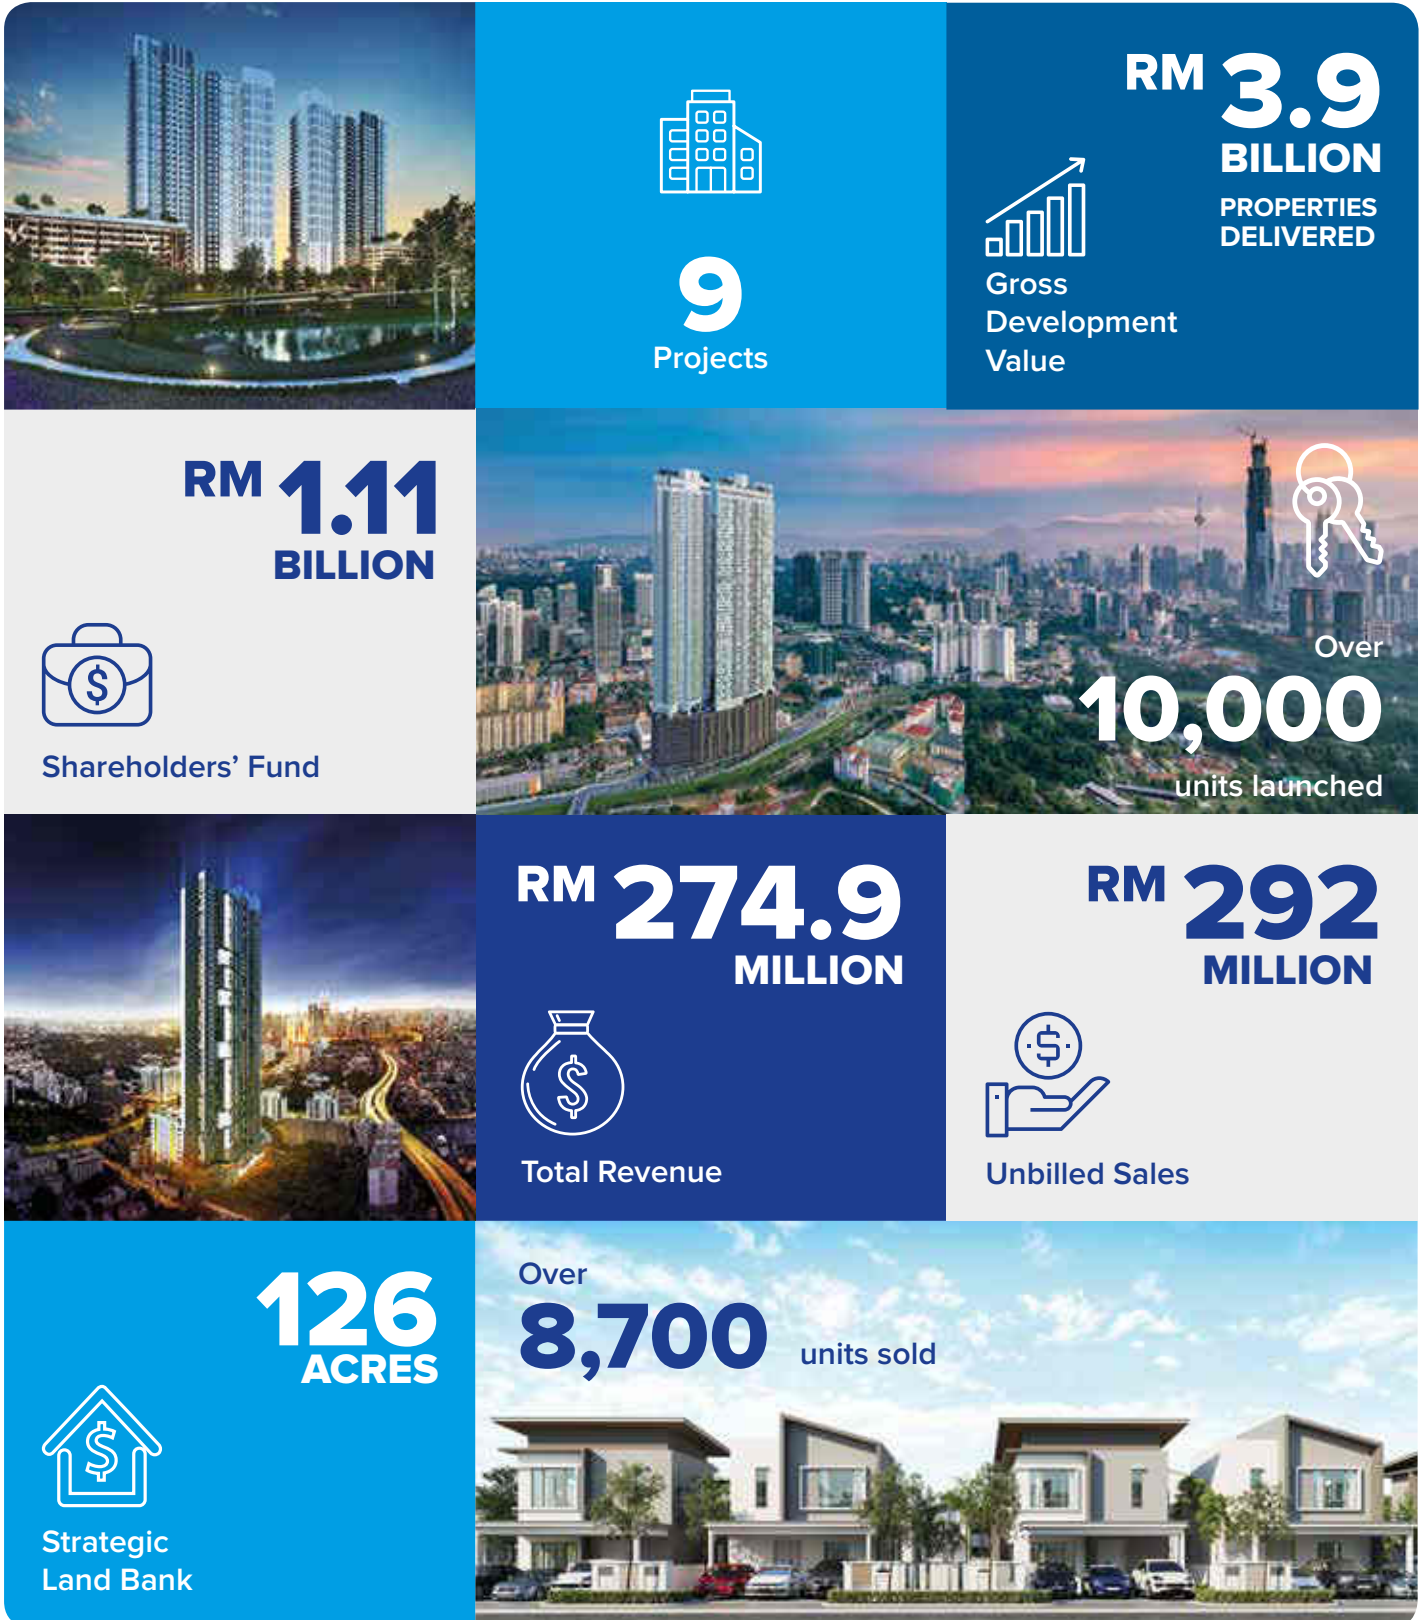 9
Projects
RM 3.9
BILLION
PROPERTIES
DELIVERED
Gross
Development
Value
RM 1.11
BILLION
Shareholders’ Fund
Over
10,000
units launched
RM 274.9
MILLION
Total Revenue
RM 292
MILLION
Unbilled Sales
126
ACRES
Strategic
Land Bank
Over
8,700 units sold